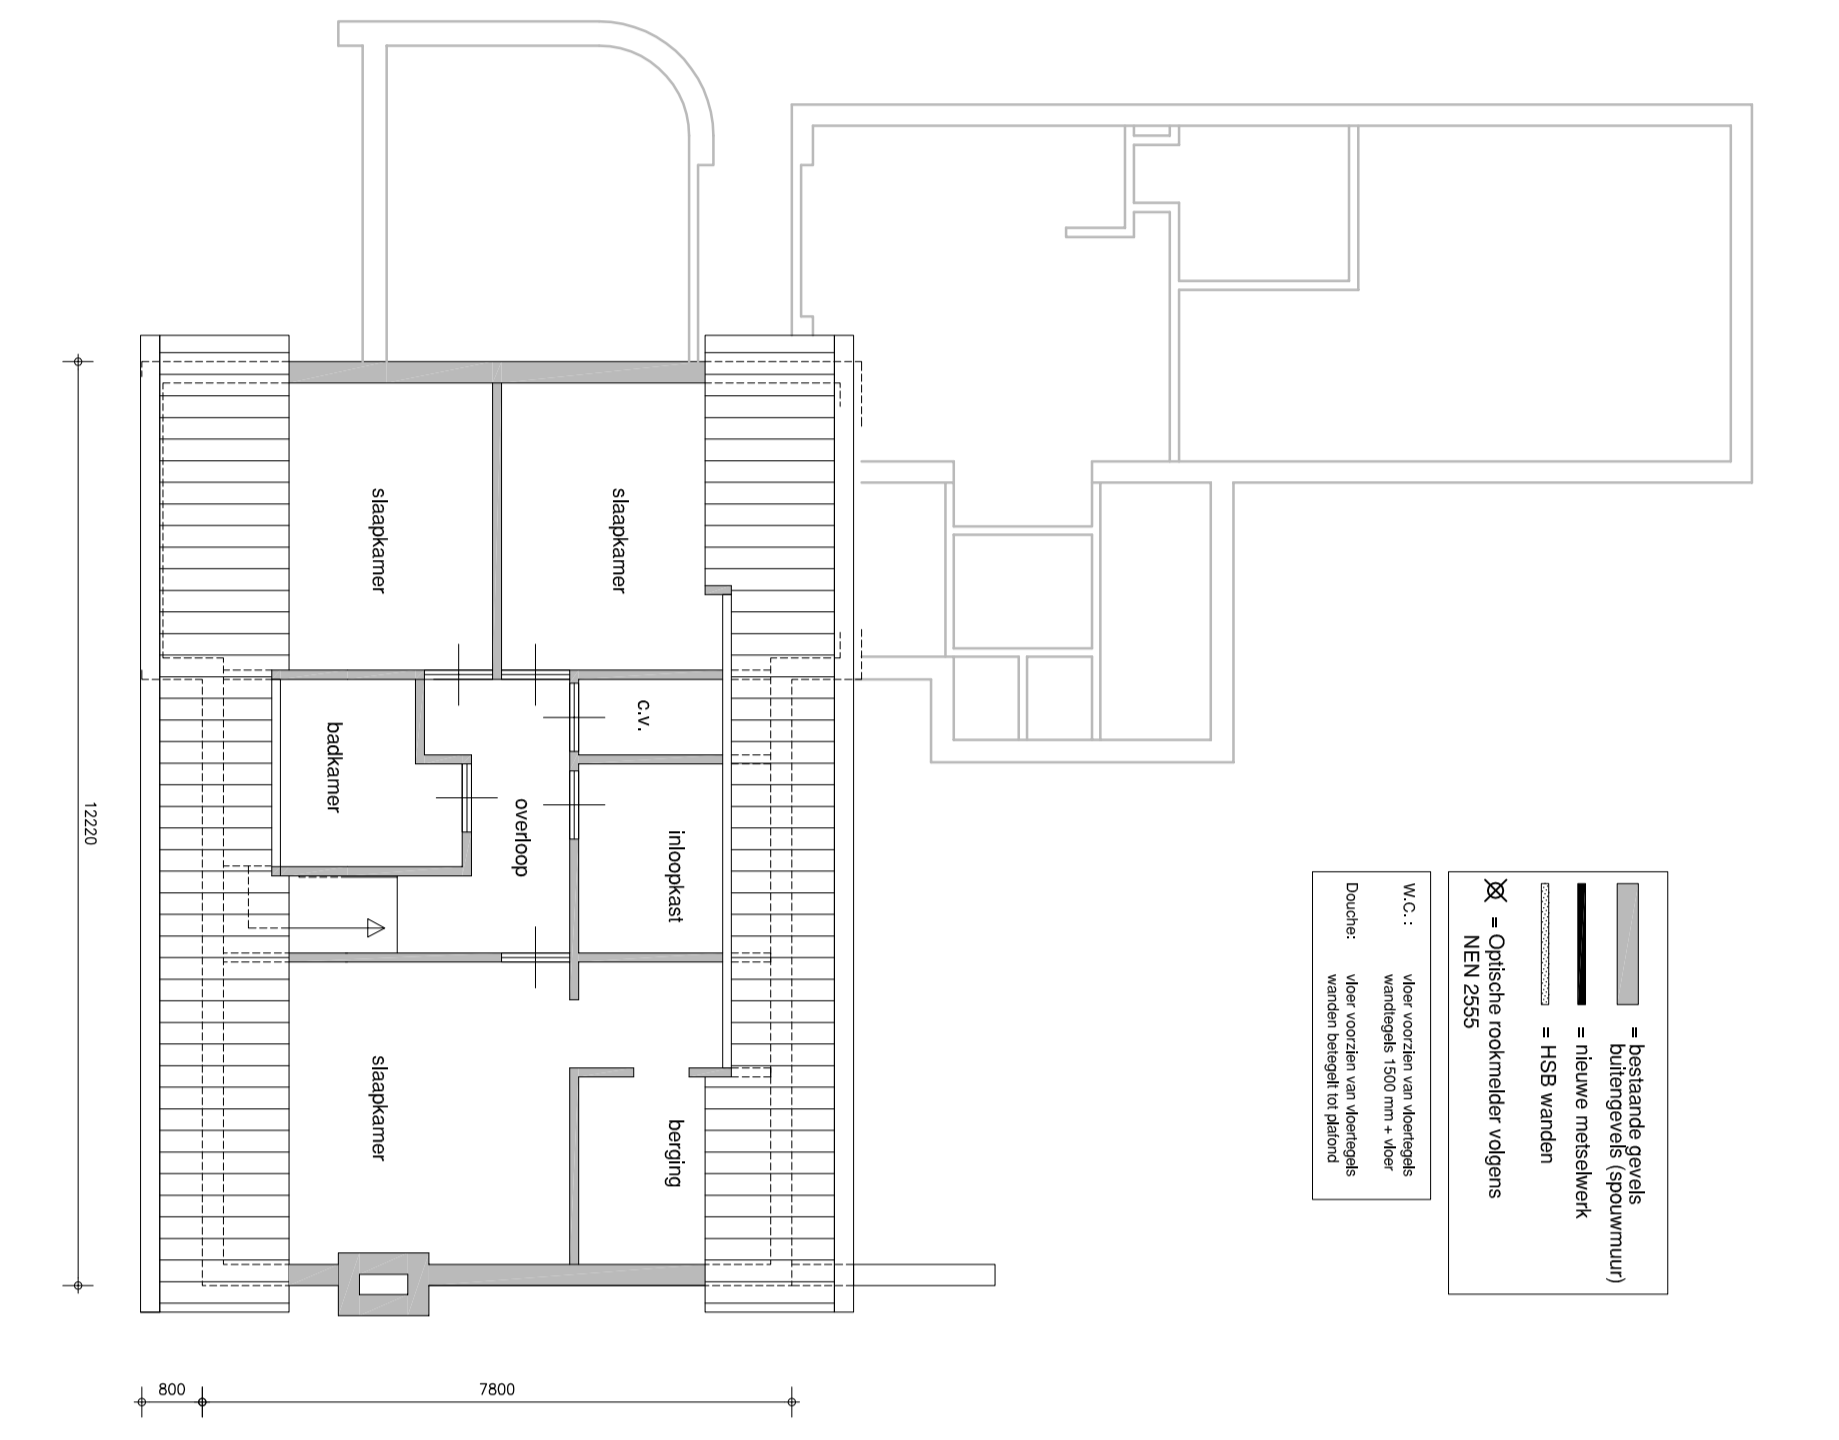 slaapkamer
slaapkamer
badkamer
overloop
c.v.
inloopkast
slaapkamer
berging
12220
800
7800
= bestaande gevels
buitengevels (spouwmuur)
= nieuwe metselwerk
= HSB wanden
= Optische rookmelder volgens
NEN 2555
W.C.: vloer voorzien van vloertegels
wandtegels 1500 mm + vloer
Douche: vloer voorzien van vloertegels
wanden betegelt tot plafond